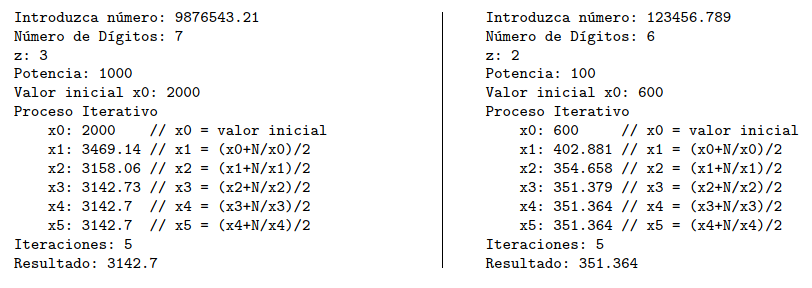 Introduzca número: 9876543.21
Número de Dígitos: 7
z: 3
Potencia: 1000
Valor inicial x0: 2000
Proceso Iterativo
    x0: 2000    // x0 = valor inicial
    x1: 3469.14 // x1 = (x0+N/x0)/2
    x2: 3158.06 // x2 = (x1+N/x1)/2
    x3: 3142.73 // x3 = (x2+N/x2)/2
    x4: 3142.7  // x4 = (x3+N/x3)/2
    x5: 3142.7  // x5 = (x4+N/x4)/2
Iteraciones: 5
Resultado: 3142.7
Introduzca número: 123456.789
Número de Dígitos: 6
z: 2
Potencia: 100
Valor inicial x0: 600
Proceso Iterativo
    x0: 600     // x0 = valor inicial
    x1: 402.881 // x1 = (x0+N/x0)/2
    x2: 354.658 // x2 = (x1+N/x1)/2
    x3: 351.379 // x3 = (x2+N/x2)/2
    x4: 351.364 // x4 = (x3+N/x3)/2
    x5: 351.364 // x5 = (x4+N/x4)/2
Iteraciones: 5
Resultado: 351.364